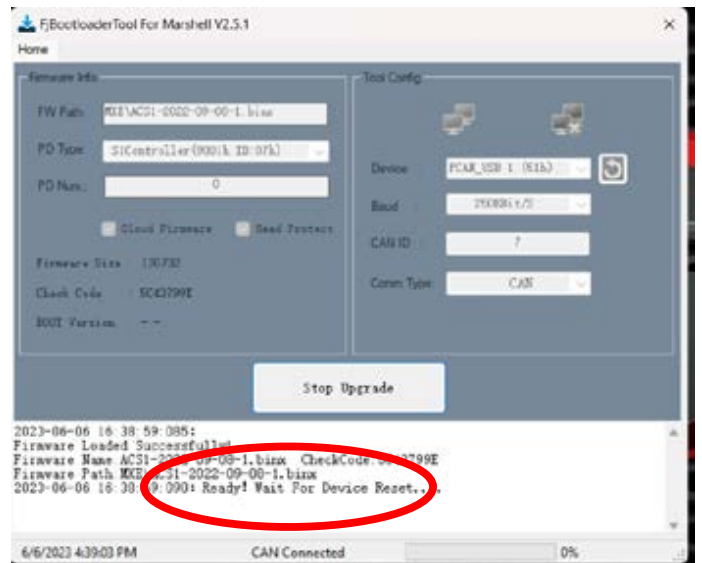 FjBootloaderTool For Marshell V2.5.1
Home
Firmware Info
FW Path: MXE\ACS1-2022-09-08-1.binx
PD Type:
PD Num.: 0
Cloud Firmware Read Protect
Firmware Size
Check Code : 5C43799E
BOOT Version --
Tool Config
Device PCAN_USB 1 (51h)
Baud 250KBit/S
CAN ID : 7
Comm Type: CAN
Stop Upgrade
2023-06-06 16:38:59:085:
Firmware Loaded Successfully!
Firmware Name ACS1-2022-09-08-1.binx CheckCode:5C43799E
Firmware Path MXE\ACS1-2022-09-08-1.binx
2023-06-06 16:38:59:090: Ready! Wait For Device Reset....
6/6/2023 4:39:03 PM CAN Connected 0%